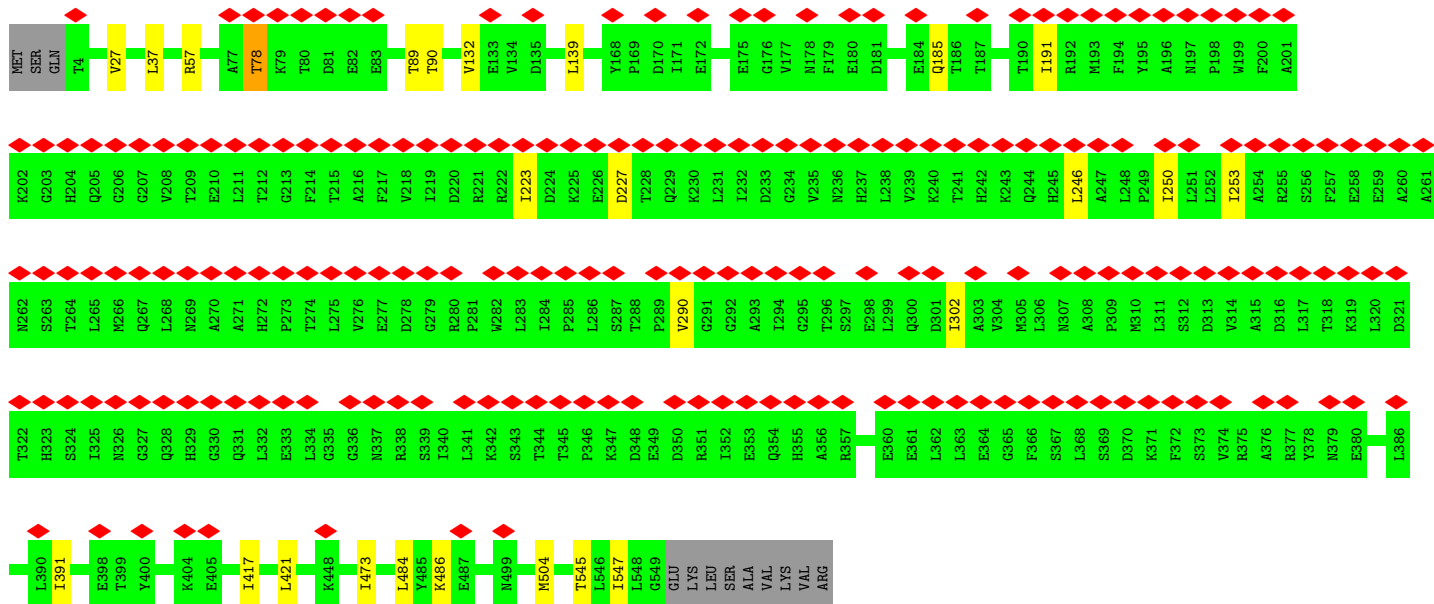 MET SER GLN T4 V27 L37 R57 A77 T78 K79 T80 D81 E82 E83 T89 T90 V132 E133 V134 D135 L139 Y168 P169 D170 I171 E172 E175 G176 V177 N178 F179 E180 D181 E184 Q185 T186 T187 T190 I191 R192 M193 F194 Y195 A196 N197 P198 W199 F200 A201
K202 G203 H204 Q205 G206 G207 V208 T209 E210 L211 T212 G213 F214 T215 A216 F217 V218 I219 D220 R221 R222 I223 D224 K225 E226 D227 T228 Q229 K230 L231 I232 D233 G234 V235 N236 H237 L238 V239 K240 T241 H242 K243 Q244 H245 L246 A247 L248 P249 I250 L251 L252 I253 A254 R255 S256 F257 E258 E259 A260 A261
N262 S263 T264 L265 M266 Q267 L268 N269 A270 A271 H272 P273 T274 L275 V276 E277 D278 G279 R280 P281 W282 L283 I284 P285 L286 S287 T288 P289 V290 G291 G292 A293 I294 G295 T296 S297 E298 L299 Q300 D301 I302 A303 V304 M305 L306 N307 A308 P309 M310 L311 S312 D313 V314 A315 D316 L317 T318 K319 L320 D321
T322 H323 S324 I325 N326 G327 Q328 H329 G330 Q331 L332 E333 L334 G335 G336 N337 R338 S339 I340 L341 K342 S343 T344 T345 P346 K347 D348 E349 D350 R351 I352 E353 Q354 H355 A356 R357 E360 E361 L362 L363 E364 G365 F366 S367 L368 S369 D370 K371 F372 S373 V374 R375 A376 R377 Y378 N379 E380 L386
L390 I391 E398 T399 Y400 K404 E405 I417 L421 K448 I473 L484 Y485 K486 E487 N499 M504 T545 L546 I547 L548 G549 GLU LYS LEU SER ALA VAL LYS VAL ARG